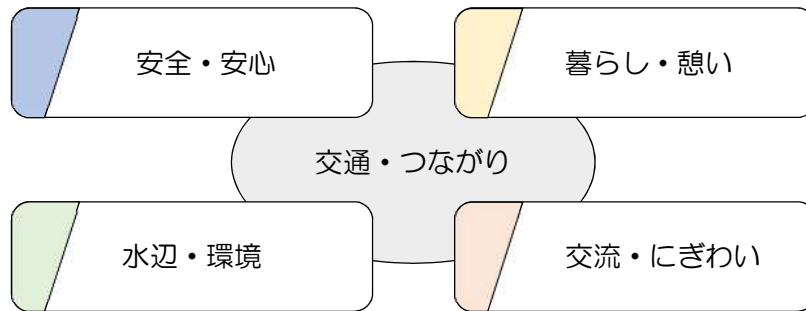 安全・安心
暮らし・憩い
交通・つながり
水辺・環境
交流・にぎわい